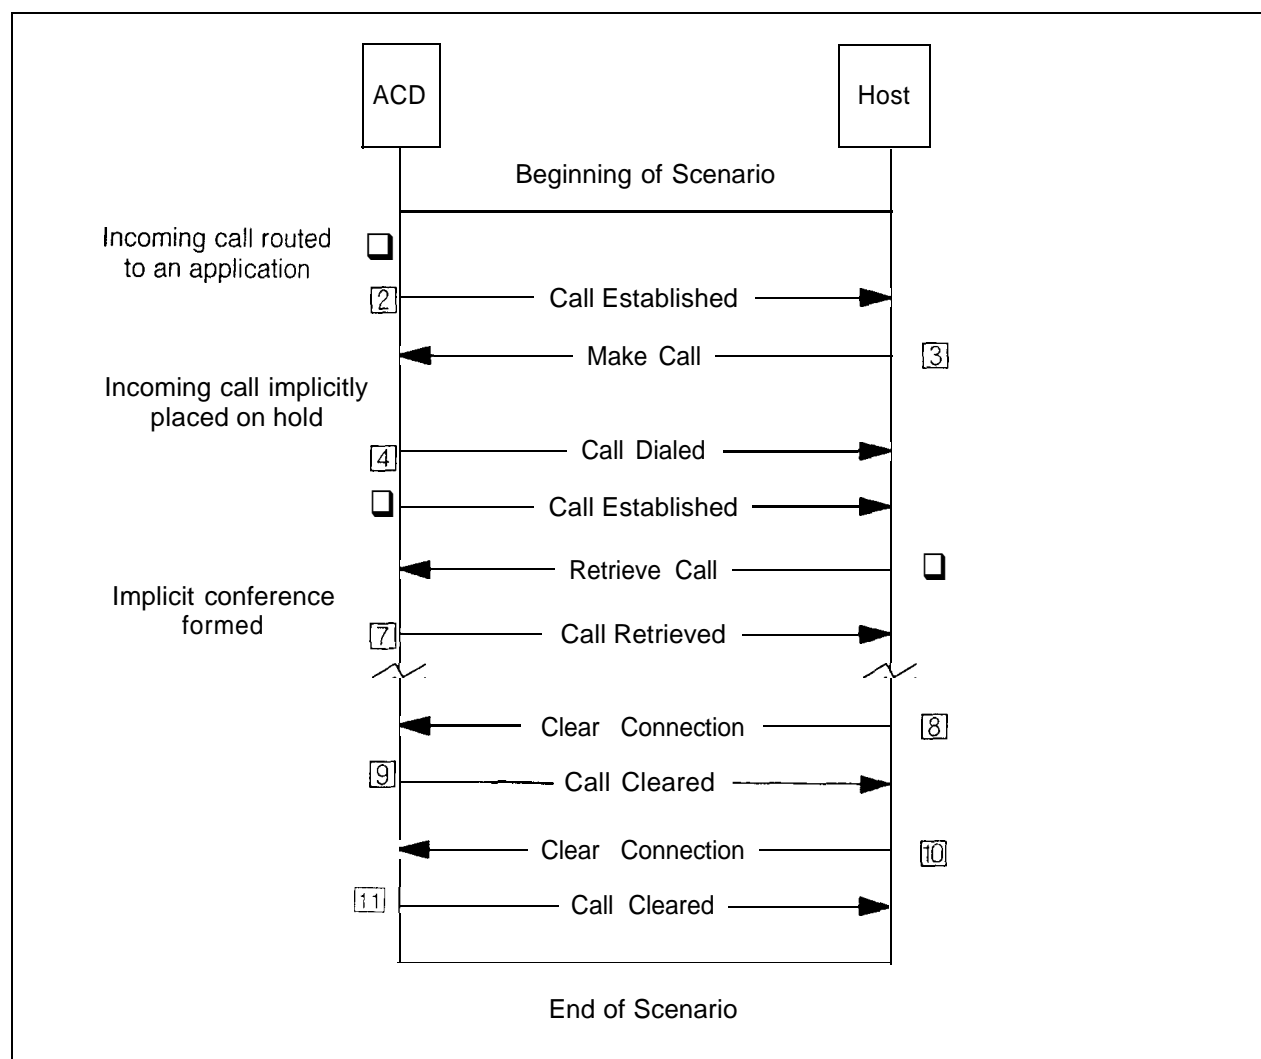 ACD
Host
Beginning of Scenario
Incoming call routed
to an application
2
Call Established
Make Call
3
Incoming call implicitly
placed on hold
4
Call Dialed
Call Established
Retrieve Call
Implicit conference
formed
7
Call Retrieved
Clear Connection
8
9
Call Cleared
Clear Connection
10
11
Call Cleared
End of Scenario